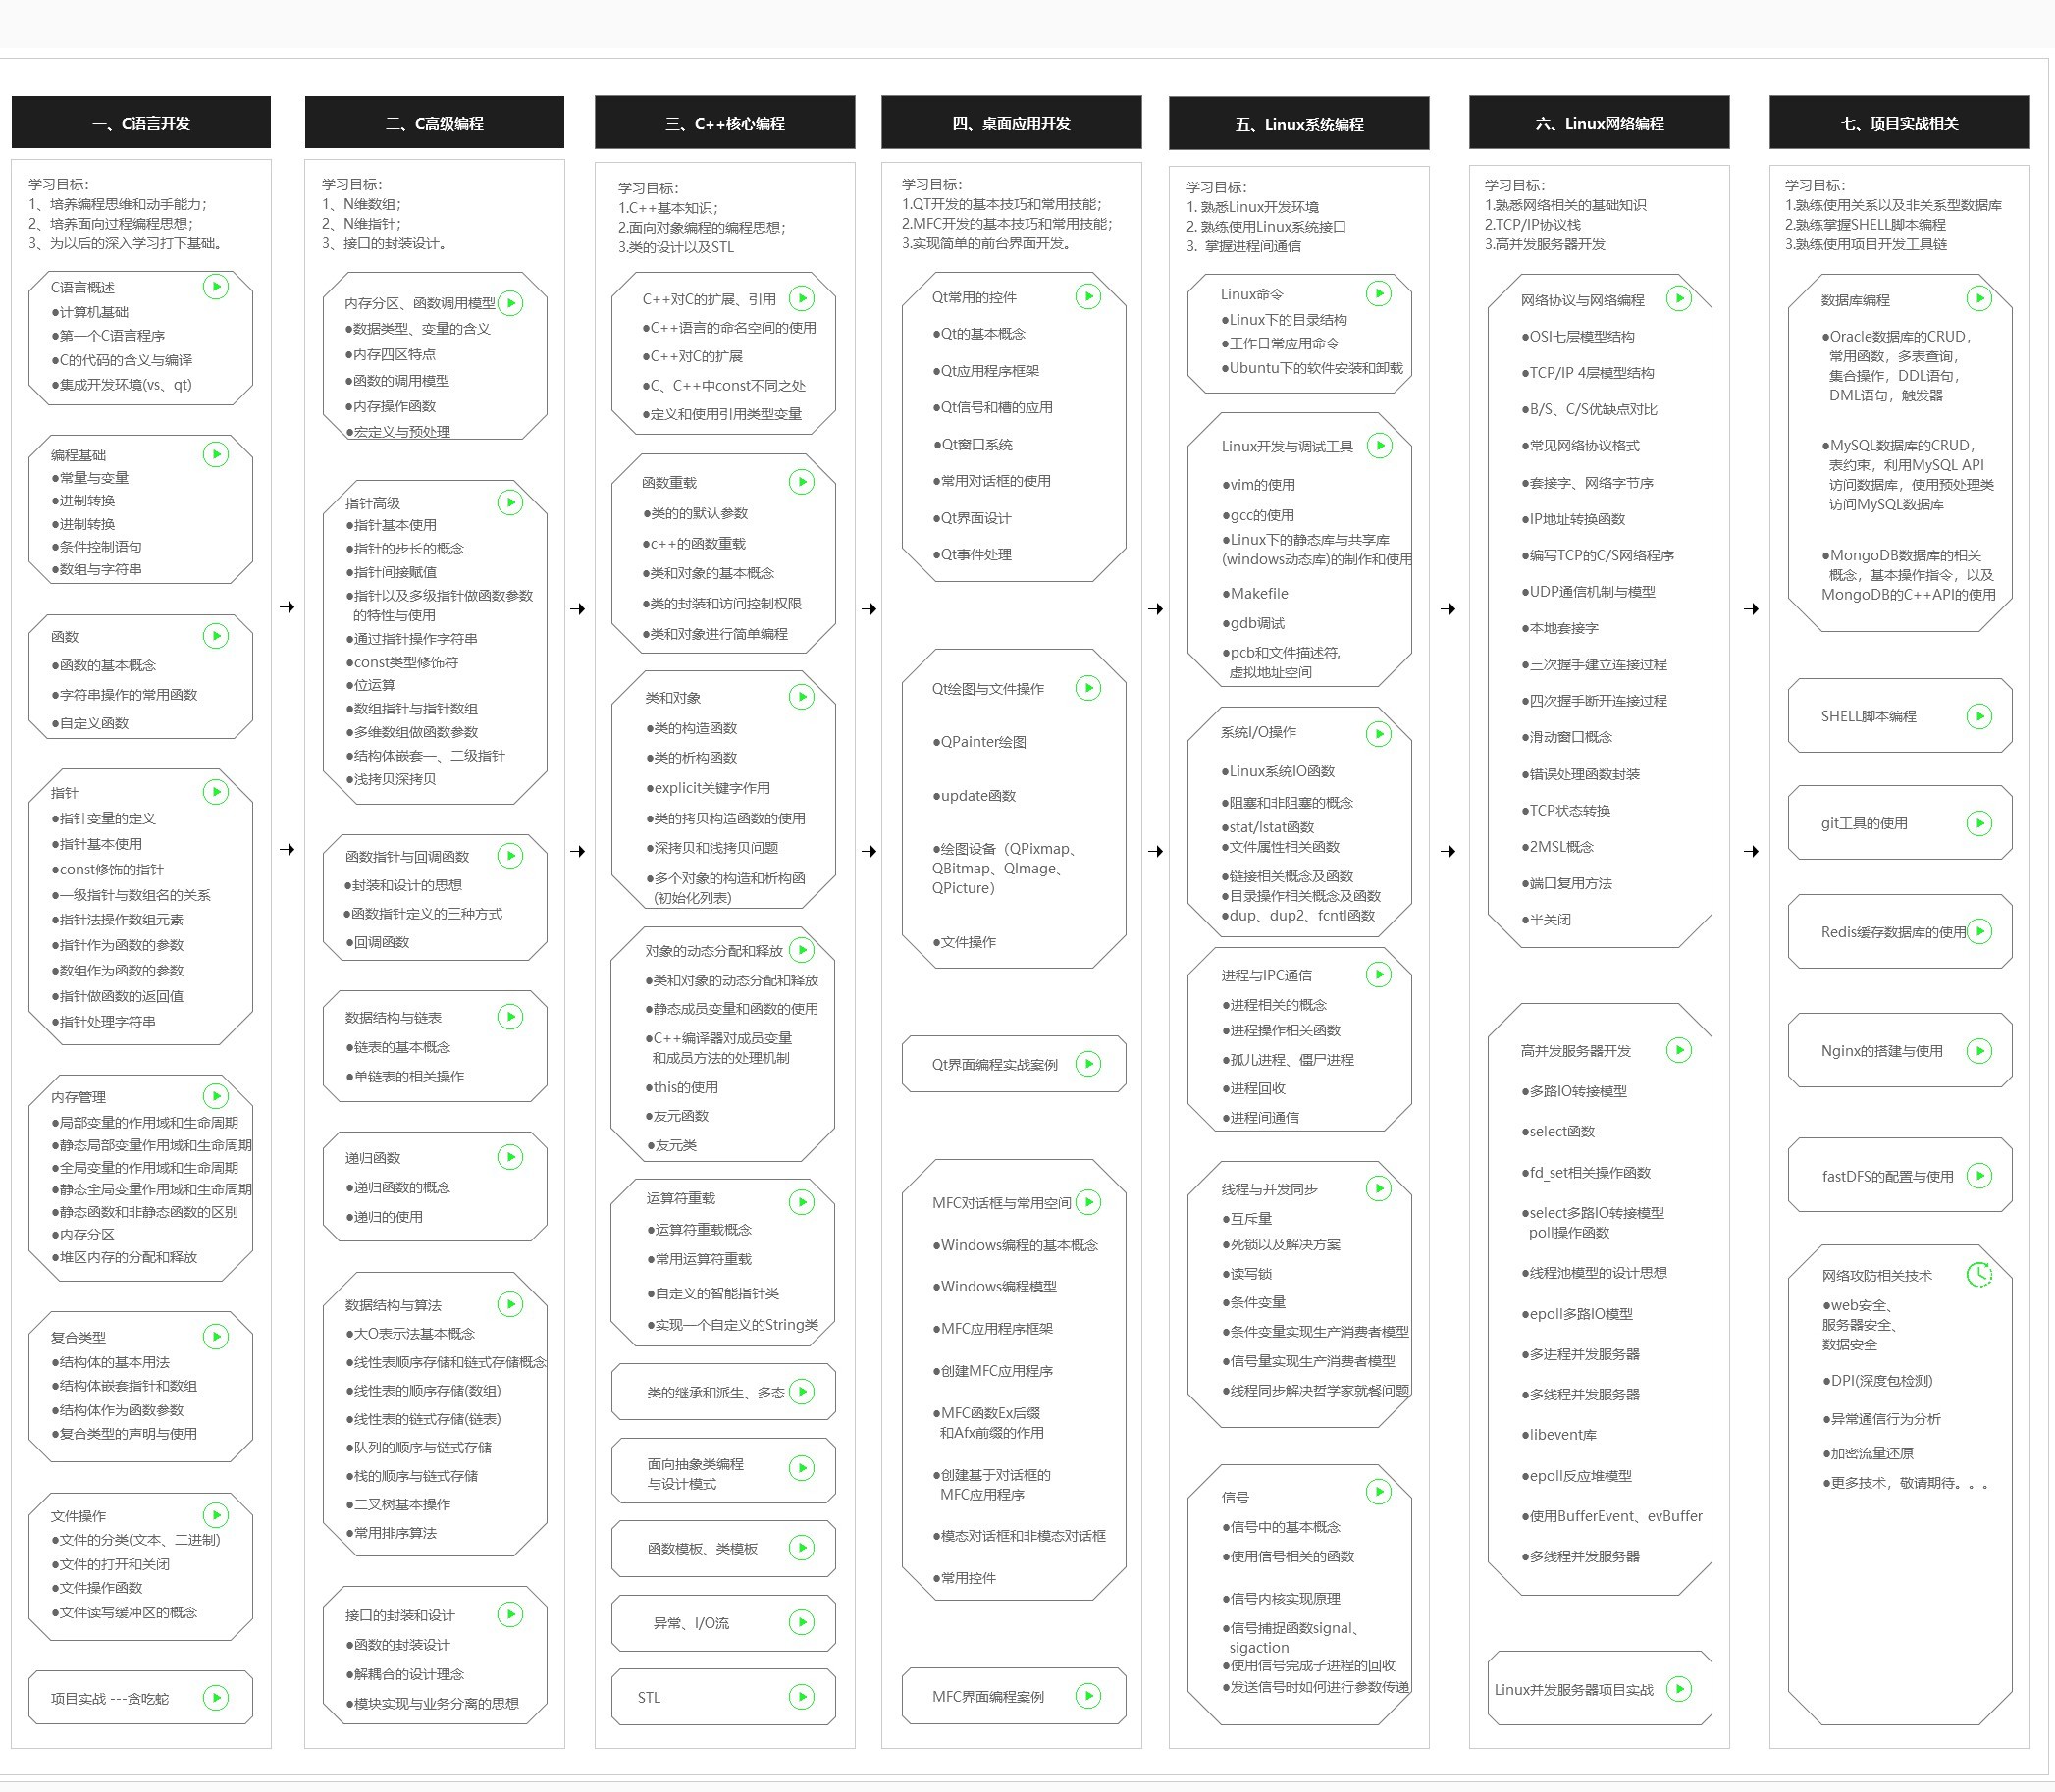 一、C语言开发
学习目标：
1、培养编程思维和动手能力；
2、培养面向过程编程思想；
3、为以后的深入学习打下基础。
C语言概述
●计算机基础
●第一个C语言程序
●C的代码的含义与编译
●集成开发环境(vs、qt)
编程基础
●常量与变量
●进制转换
●进制转换
●条件控制语句
●数组与字符串
函数
●函数的基本概念
●字符串操作的常用函数
●自定义函数
指针
●指针变量的定义
●指针基本使用
●const修饰的指针
●一级指针与数组名的关系
●指针法操作数组元素
●指针作为函数的参数
●数组作为函数的参数
●指针做函数的返回值
●指针处理字符串
内存管理
●局部变量的作用域和生命周期
●静态局部变量作用域和生命周期
●全局变量的作用域和生命周期
●静态全局变量作用域和生命周期
●静态函数和非静态函数的区别
●内存分区
●堆区内存的分配和释放
复合类型
●结构体的基本用法
●结构体嵌套指针和数组
●结构体作为函数参数
●复合类型的声明与使用
文件操作
●文件的分类(文本、二进制)
●文件的打开和关闭
●文件操作函数
●文件读写缓冲区的概念
项目实战 ---贪吃蛇
二、C高级编程
学习目标：
1、N维数组；
2、N维指针；
3、接口的封装设计。
内存分区、函数调用模型
●数据类型、变量的含义
●内存四区特点
●函数的调用模型
●内存操作函数
●宏定义与预处理
指针高级
●指针基本使用
●指针的步长的概念
●指针间接赋值
●指针以及多级指针做函数参数
的特性与使用
●通过指针操作字符串
●const类型修饰符
●位运算
●数组指针与指针数组
●多维数组做函数参数
●结构体嵌套一、二级指针
●浅拷贝深拷贝
函数指针与回调函数
●封装和设计的思想
●函数指针定义的三种方式
●回调函数
数据结构与链表
●链表的基本概念
●单链表的相关操作
递归函数
●递归函数的概念
●递归的使用
数据结构与算法
●大O表示法基本概念
●线性表顺序存储和链式存储概念
●线性表的顺序存储(数组)
●线性表的链式存储(链表)
●队列的顺序与链式存储
●栈的顺序与链式存储
●二叉树基本操作
●常用排序算法
接口的封装和设计
●函数的封装设计
●解耦合的设计理念
●模块实现与业务分离的思想
三、C++核心编程
学习目标：
1.C++基本知识；
2.面向对象编程的编程思想；
3.类的设计以及STL
C++对C的扩展、引用
●C++语言的命名空间的使用
●C++对C的扩展
●C、C++中const不同之处
●定义和使用引用类型变量
函数重载
●类的的默认参数
●c++的函数重载
●类和对象的基本概念
●类的封装和访问控制权限
●类和对象进行简单编程
类和对象
●类的构造函数
●类的析构函数
●explicit关键字作用
●类的拷贝构造函数的使用
●深拷贝和浅拷贝问题
●多个对象的构造和析构函
(初始化列表)
对象的动态分配和释放
●类和对象的动态分配和释放
●静态成员变量和函数的使用
●C++编译器对成员变量
和成员方法的处理机制
●this的使用
●友元函数
●友元类
运算符重载
●运算符重载概念
●常用运算符重载
●自定义的智能指针类
●实现一个自定义的String类
类的继承和派生、多态
面向抽象类编程
与设计模式
函数模板、类模板
异常、I/O流
STL
四、桌面应用开发
学习目标：
1.QT开发的基本技巧和常用技能；
2.MFC开发的基本技巧和常用技能；
3.实现简单的前台界面开发。
Qt常用的控件
●Qt的基本概念
●Qt应用程序框架
●Qt信号和槽的应用
●Qt窗口系统
●常用对话框的使用
●Qt界面设计
●Qt事件处理
Qt绘图与文件操作
●QPainter绘图
●update函数
●绘图设备（QPixmap、
QBitmap、QImage、
QPicture）
●文件操作
Qt界面编程实战案例
MFC对话框与常用空间
●Windows编程的基本概念
●Windows编程模型
●MFC应用程序框架
●创建MFC应用程序
●MFC函数Ex后缀
和Afx前缀的作用
●创建基于对话框的
MFC应用程序
●模态对话框和非模态对话框
●常用控件
MFC界面编程案例
五、Linux系统编程
学习目标：
1. 熟悉Linux开发环境
2. 熟练使用Linux系统接口
3. 掌握进程间通信
Linux命令
●Linux下的目录结构
●工作日常应用命令
●Ubuntu下的软件安装和卸载
Linux开发与调试工具
●vim的使用
●gcc的使用
●Linux下的静态库与共享库
(windows动态库)的制作和使用
●Makefile
●gdb调试
●pcb和文件描述符,
虚拟地址空间
系统I/O操作
●Linux系统IO函数
●阻塞和非阻塞的概念
●stat/lstat函数
●文件属性相关函数
●链接相关概念及函数
●目录操作相关概念及函数
●dup、dup2、fcntl函数
进程与IPC通信
●进程相关的概念
●进程操作相关函数
●孤儿进程、僵尸进程
●进程回收
●进程间通信
线程与并发同步
●互斥量
●死锁以及解决方案
●读写锁
●条件变量
●条件变量实现生产消费者模型
●信号量实现生产消费者模型
●线程同步解决哲学家就餐问题
信号
●信号中的基本概念
●使用信号相关的函数
●信号内核实现原理
●信号捕捉函数signal、
sigaction
●使用信号完成子进程的回收
●发送信号时如何进行参数传递
六、Linux网络编程
学习目标：
1.熟悉网络相关的基础知识
2.TCP/IP协议栈
3.高并发服务器开发
网络协议与网络编程
●OSI七层模型结构
●TCP/IP 4层模型结构
●B/S、C/S优缺点对比
●常见网络协议格式
●套接字、网络字节序
●IP地址转换函数
●编写TCP的C/S网络程序
●UDP通信机制与模型
●本地套接字
●三次握手建立连接过程
●四次握手断开连接过程
●滑动窗口概念
●错误处理函数封装
●TCP状态转换
●2MSL概念
●端口复用方法
●半关闭
高并发服务器开发
●多路IO转接模型
●select函数
●fd_set相关操作函数
●select多路IO转接模型
poll操作函数
●线程池模型的设计思想
●epoll多路IO模型
●多进程并发服务器
●多线程并发服务器
●libevent库
●epoll反应堆模型
●使用BufferEvent、evBuffer
●多线程并发服务器
Linux并发服务器项目实战
七、项目实战相关
学习目标：
1.熟练使用关系以及非关系型数据库
2.熟练掌握SHELL脚本编程
3.熟练使用项目开发工具链
数据库编程
●Oracle数据库的CRUD，
常用函数，多表查询，
集合操作，DDL语句，
DML语句，触发器
●MySQL数据库的CRUD，
表约束，利用MySQL API
访问数据库，使用预处理类
访问MySQL数据库
●MongoDB数据库的相关
概念，基本操作指令，以及
MongoDB的C++API的使用
SHELL脚本编程
git工具的使用
Redis缓存数据库的使用
Nginx的搭建与使用
fastDFS的配置与使用
网络攻防相关技术
●web安全、
服务器安全、
数据安全
●DPI(深度包检测)
●异常通信行为分析
●加密流量还原
●更多技术，敬请期待。。。